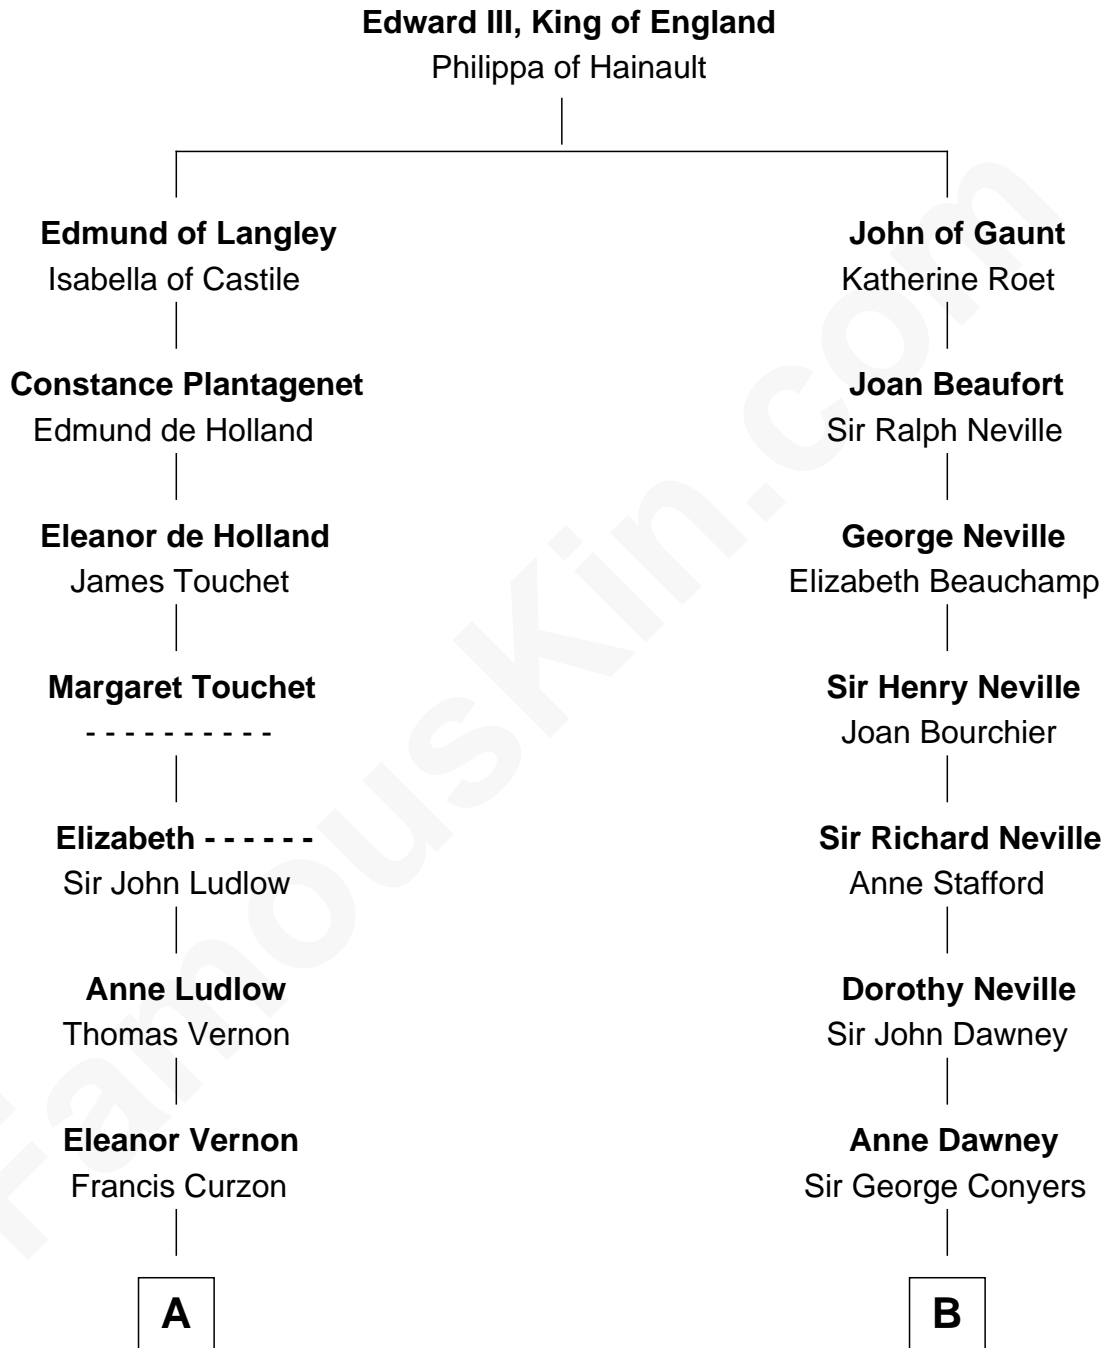 Edward III, King of England
Philippa of Hainault
Edmund of Langley
Isabella of Castile
John of Gaunt
Katherine Roet
Constance Plantagenet
Edmund de Holland
Joan Beaufort
Sir Ralph Neville
Eleanor de Holland
James Touchet
George Neville
Elizabeth Beauchamp
Margaret Touchet
- - - - - - - - - -
Sir Henry Neville
Joan Bourchier
Elizabeth - - - - - -
Sir John Ludlow
Sir Richard Neville
Anne Stafford
Anne Ludlow
Thomas Vernon
Dorothy Neville
Sir John Dawney
Eleanor Vernon
Francis Curzon
Anne Dawney
Sir George Conyers
A
B
FamousKin.com